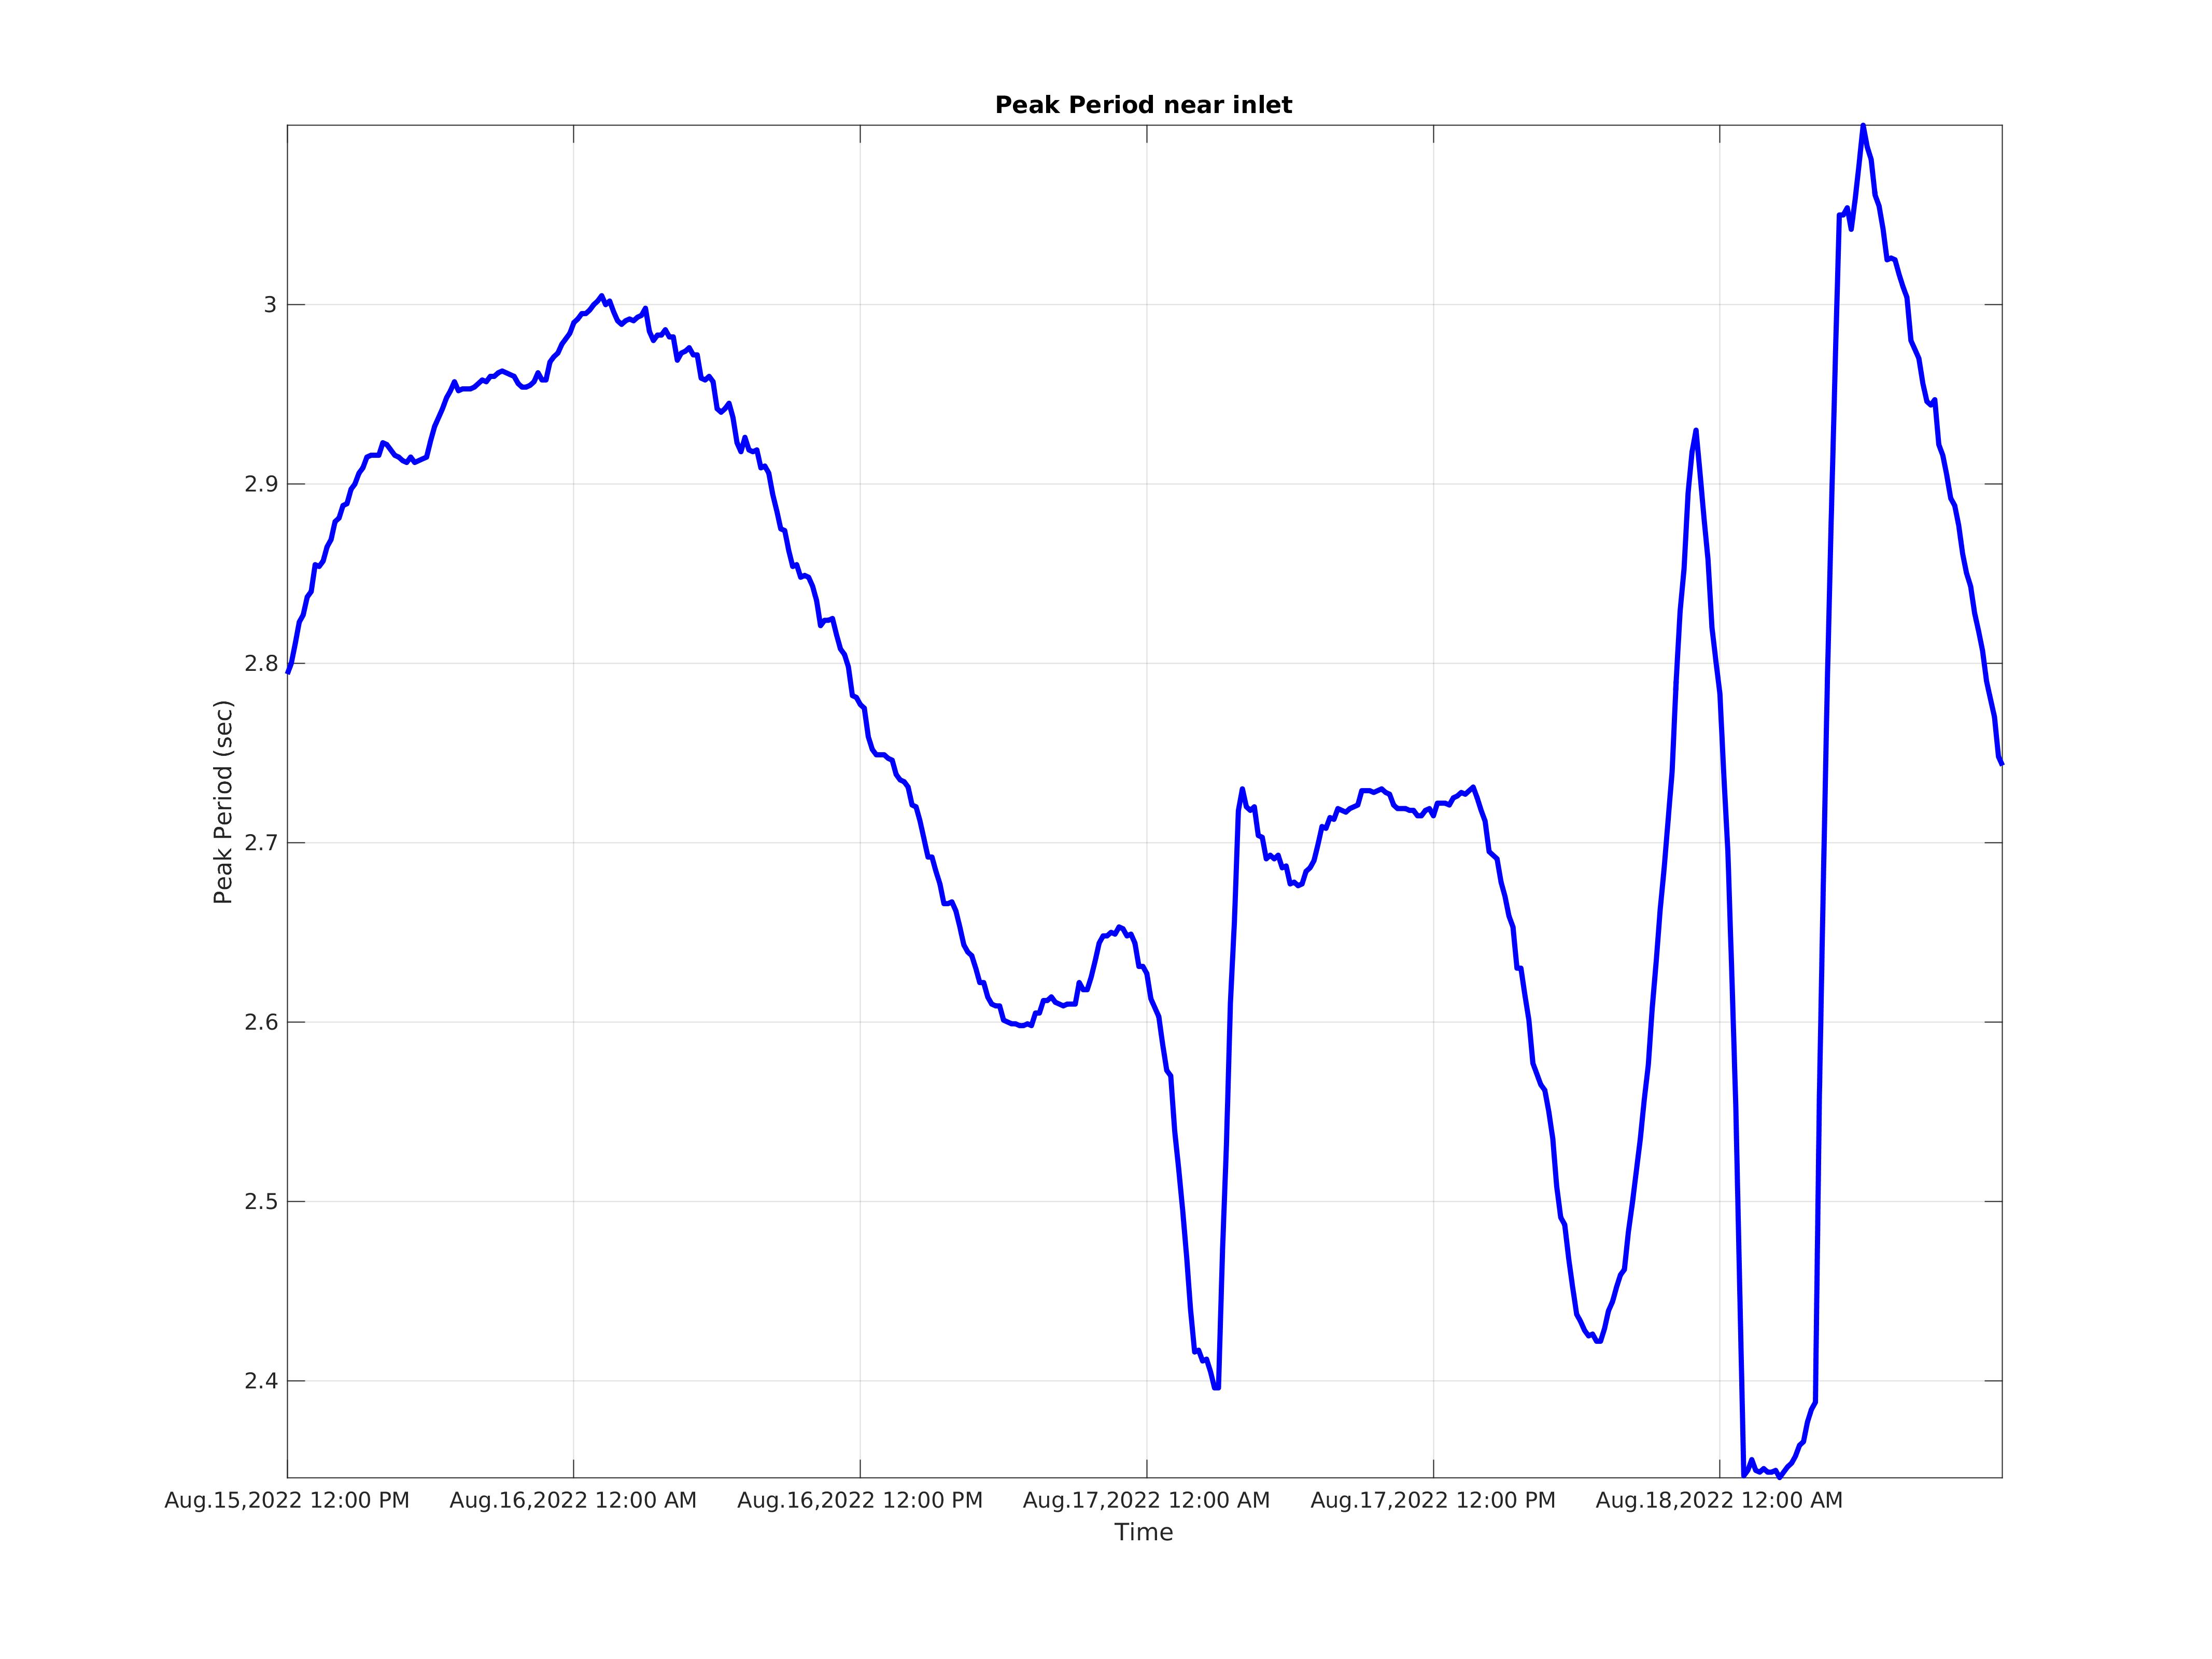 Peak Period near inlet
3
2.9
2.8
2.7
2.6
2.5
2.4
Peak Period (sec)
Aug.15,2022 12:00 PM
Aug.16,2022 12:00 AM
Aug.16,2022 12:00 PM
Aug.17,2022 12:00 AM
Aug.17,2022 12:00 PM
Aug.18,2022 12:00 AM
Time